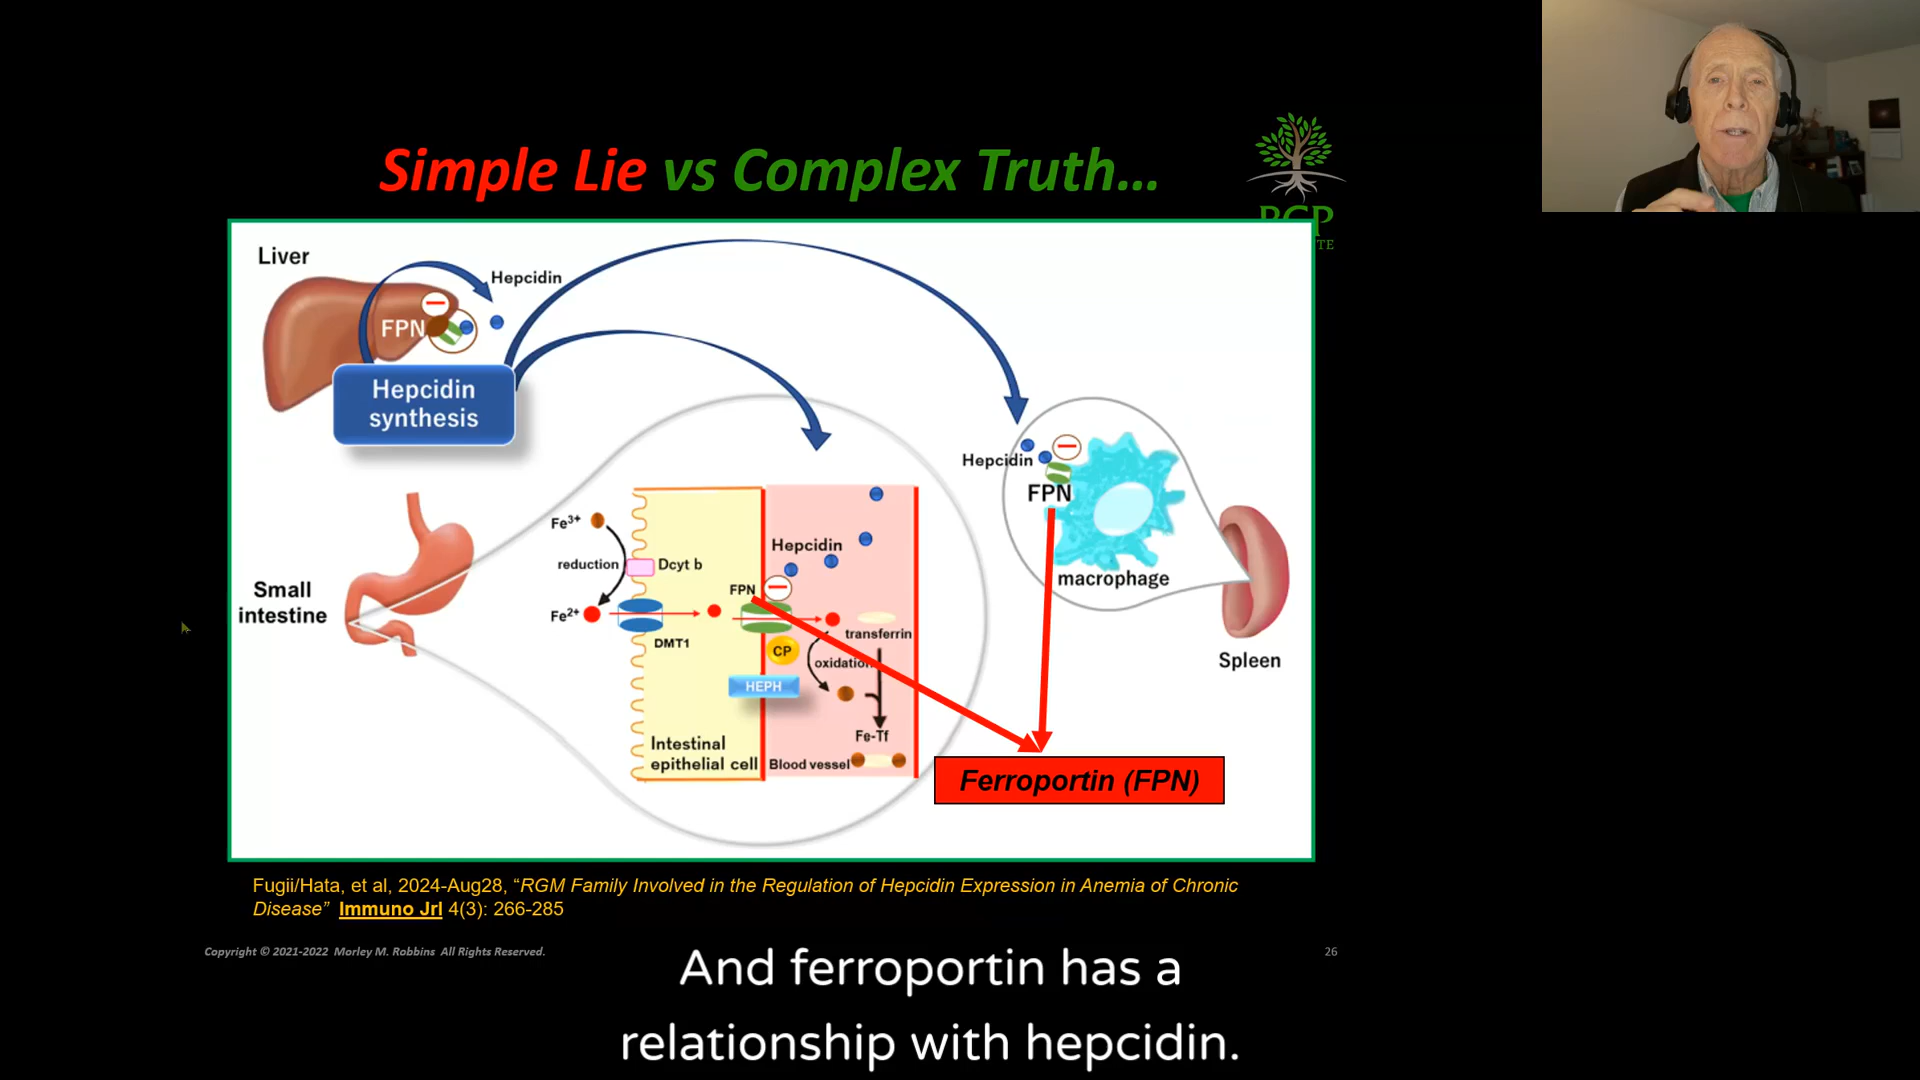 Simple Lie vs Complex Truth...
RGP
TE
Liver
Hepcidin
FPN
Hepcidin
synthesis
Hepcidin
FPN
macrophage
Spleen
Small
intestine
Fe3+
reduction
Dcyt b
Fe2+
DMT1
Hepcidin
FPN
transferrin
CP
oxidation
HEPH
Fe-Tf
Intestinal
epithelial cell
Blood vessel
Ferroportin (FPN)
Fugii/Hata, et al, 2024-Aug28, “RGM Family Involved in the Regulation of Hepcidin Expression in Anemia of Chronic
Disease” Immuno Jrl 4(3): 266-285
Copyright © 2021-2022 Morley M. Robbins All Rights Reserved.
26
And ferroportin has a
relationship with hepcidin.